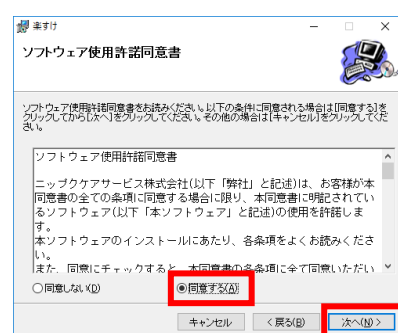 楽すけ
ソフトウェア使用許諾同意書
ソフトウェア使用許諾同意書をお読みください。以下の条件に同意される場合は[同意する]を
クリックしてから[次へ]をクリックしてください。その他の場合は[キャンセル]をクリックしてくだ
さい。
ソフトウェア使用許諾同意書
ニップクケアサービス株式会社(以下「弊社」と記述)は、お客様が本
同意書の全ての条項に同意する場合に限り、本同意書に明記されてい
るソフトウェア(以下「本ソフトウェア」と記述)の使用を許諾しま
す。
本ソフトウェアのインストールにあたり、各条項をよくお読みくださ
い。
また、同意にチェックすると、本同意書の各条項に全て同意いただい
同意しない(D)
同意する(A)
キャンセル
< 戻る(B)
次へ(N) >